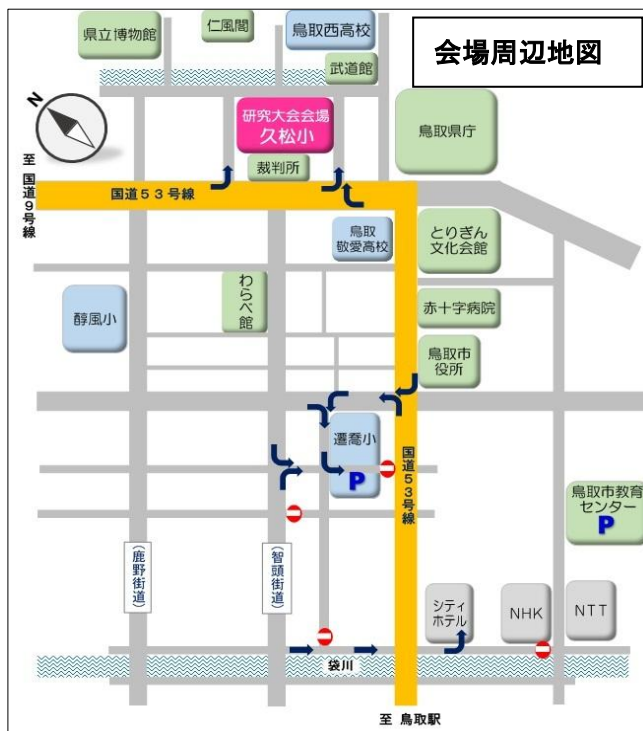 会場周辺地図
県立博物館
仁風閣
鳥取西高校
武道館
N
研究大会会場
久松小
鳥取県庁
裁判所
至 国道9号線
国道53号線
鳥取
敬愛高校
とりぎん
文化会館
わらべ館
醇風小
赤十字病院
鳥取市
役所
遷喬小
P
国道53号線
鳥取市教育
センター
P
(鹿野街道)
(智頭街道)
シティ
ホテル
NHK
NTT
袋川
至 鳥取駅